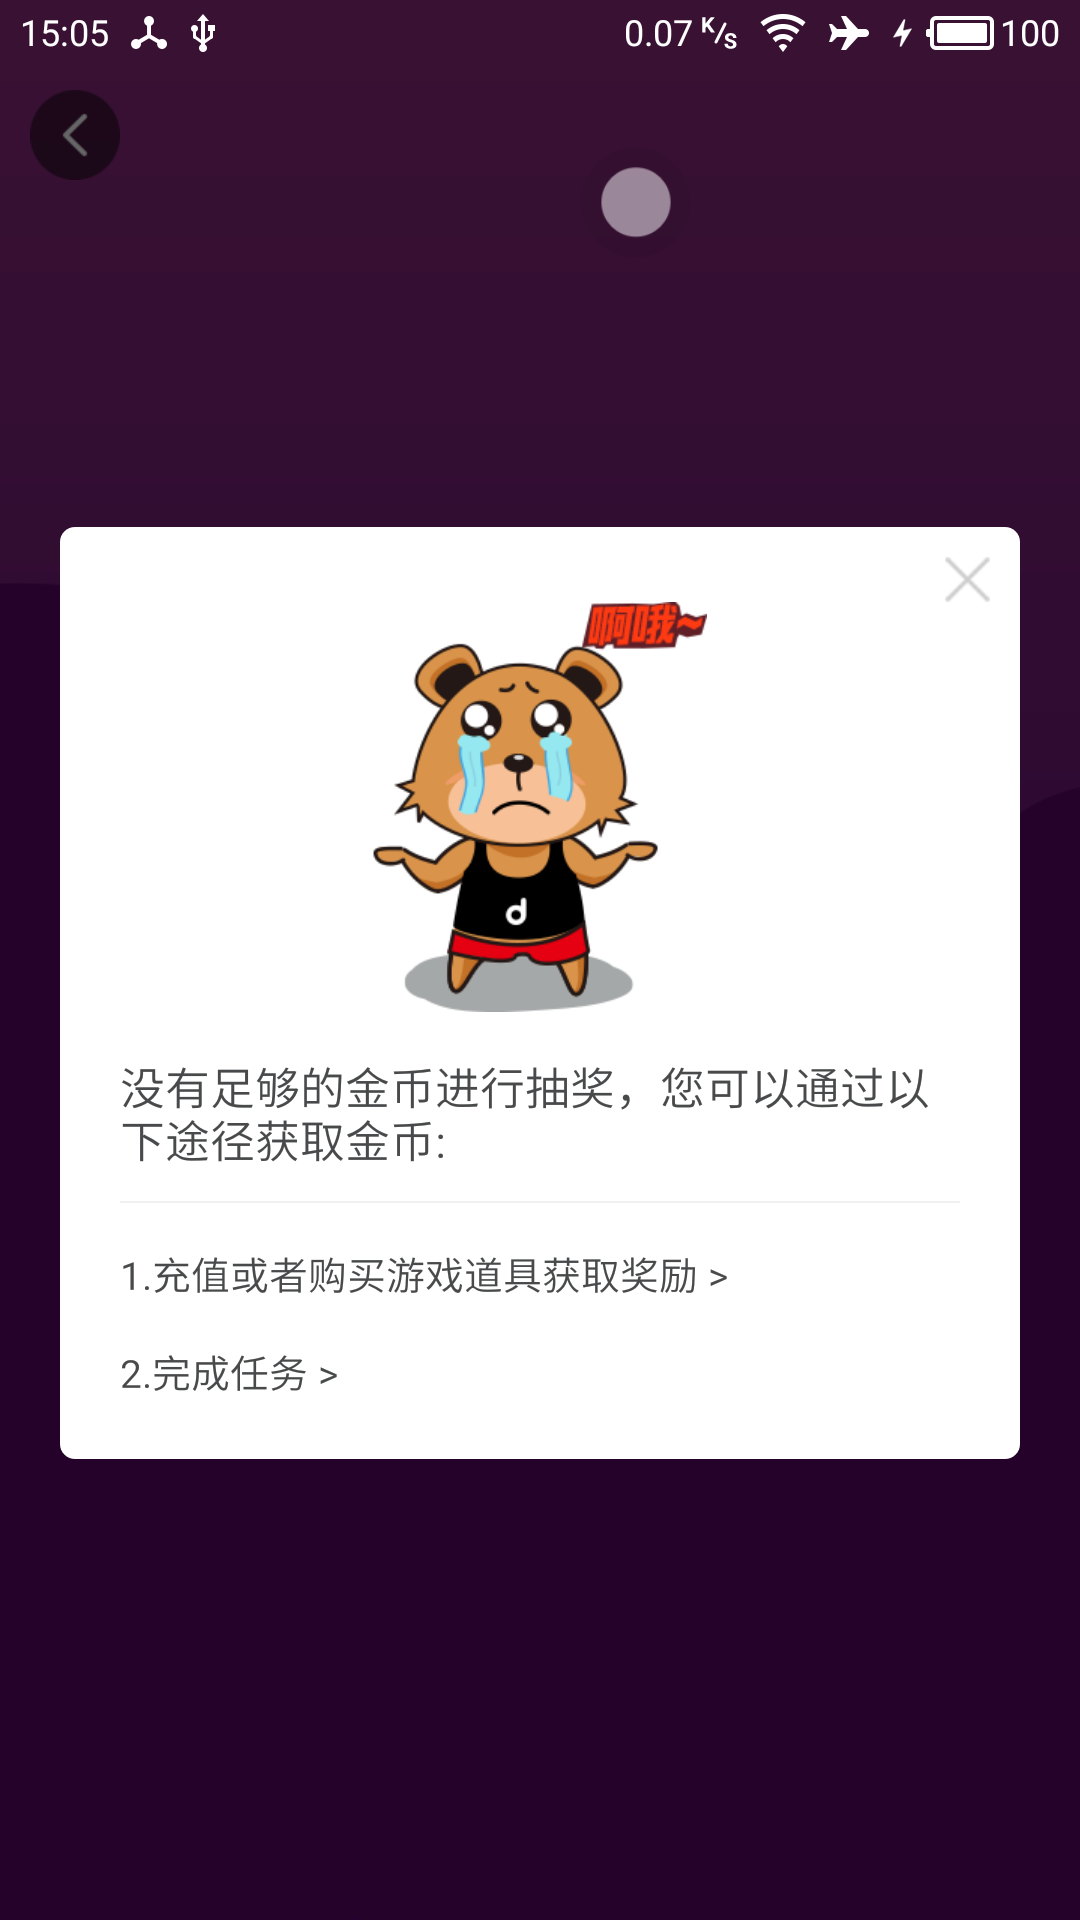 15:05
0.07 K/s
100
啊哦~
d
没有足够的金币进行抽奖，您可以通过以
下途径获取金币:
1.充值或者购买游戏道具获取奖励 >
2.完成任务 >